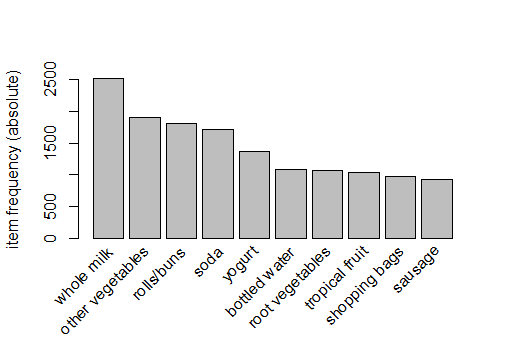 item frequency (absolute)
2500
1500
500
0
whole milk
other vegetables
rolls/buns
soda
yogurt
bottled water
root vegetables
tropical fruit
shopping bags
sausage